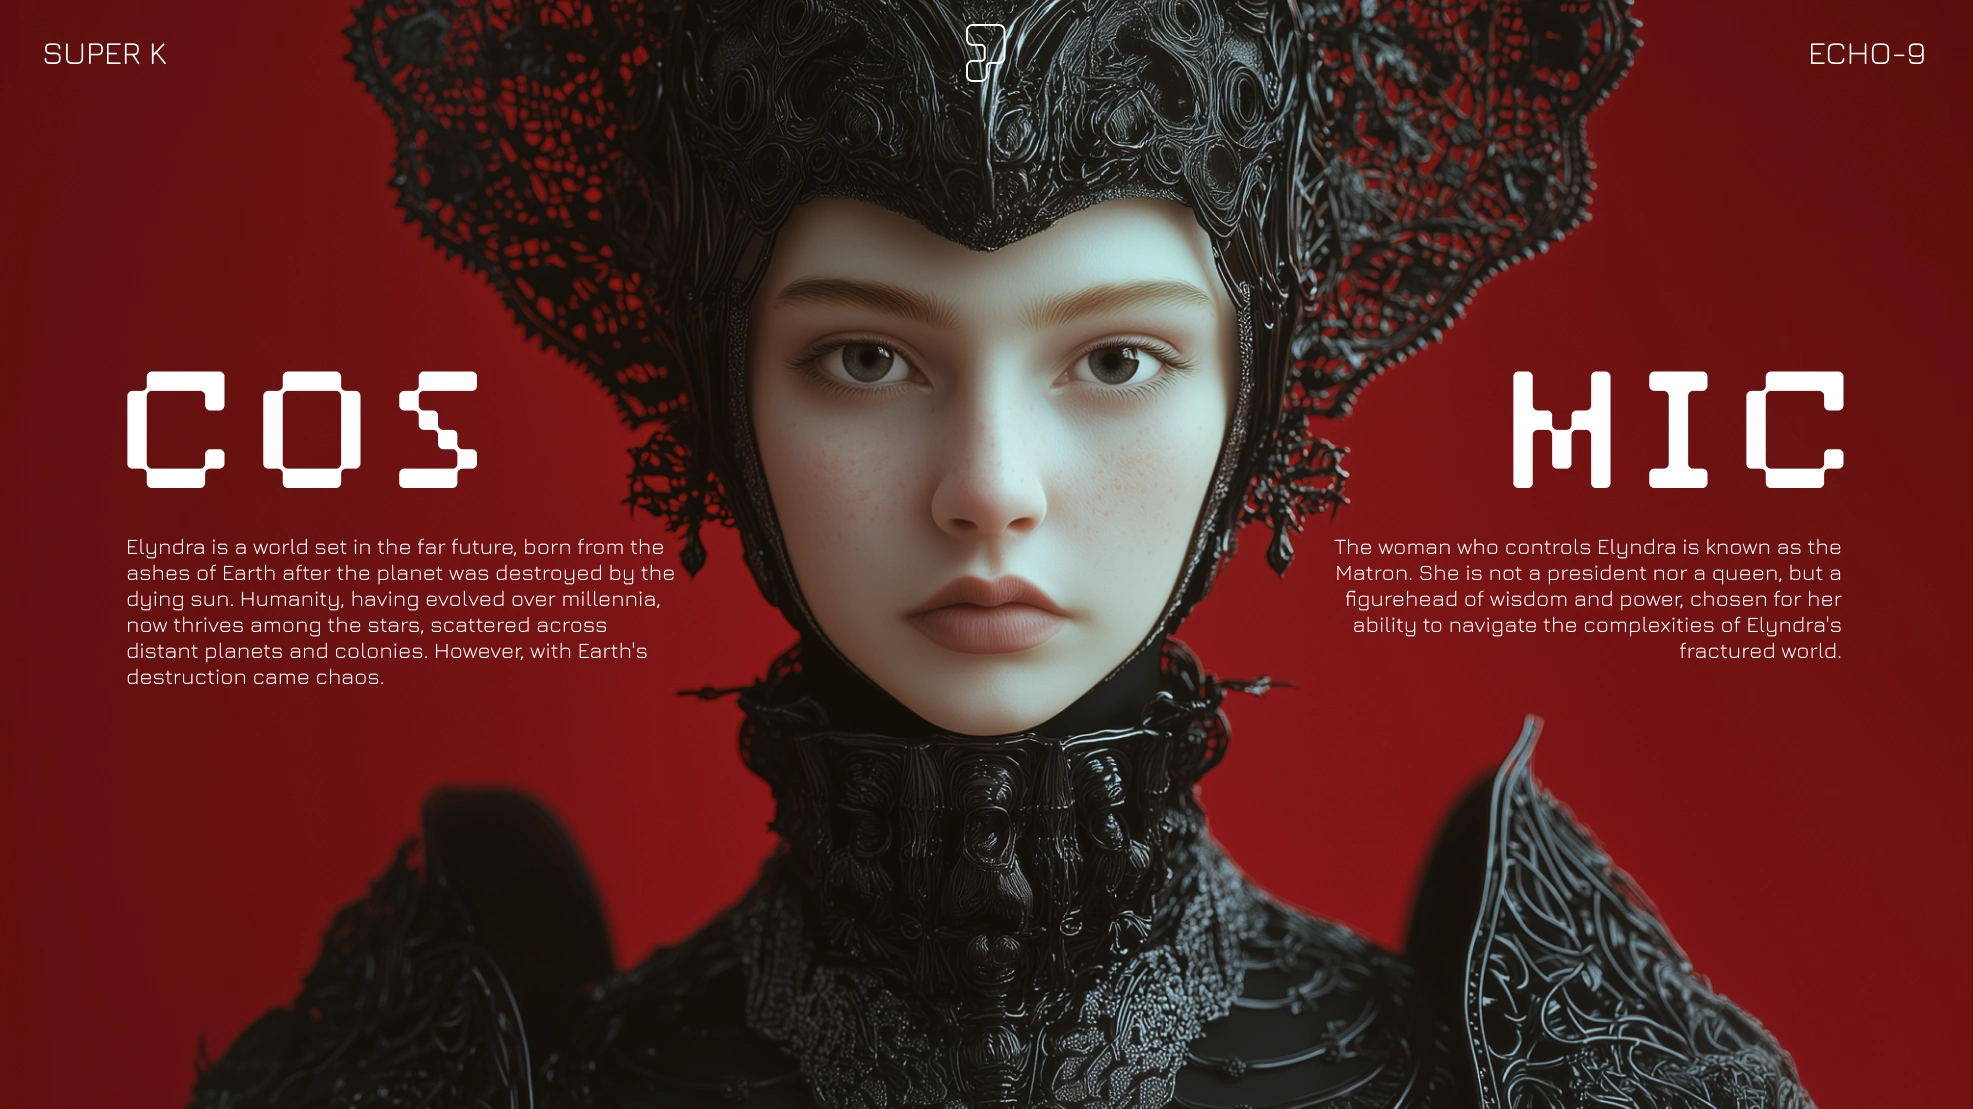 SUPER K
ECHO-9
COS
MIC
Elyndra is a world set in the far future, born from the
ashes of Earth after the planet was destroyed by the
dying sun. Humanity, having evolved over millennia,
now thrives among the stars, scattered across
distant planets and colonies. However, with Earth's
destruction came chaos.
The woman who controls Elyndra is known as the
Matron. She is not a president nor a queen, but a
figurehead of wisdom and power, chosen for her
ability to navigate the complexities of Elyndra's
fractured world.